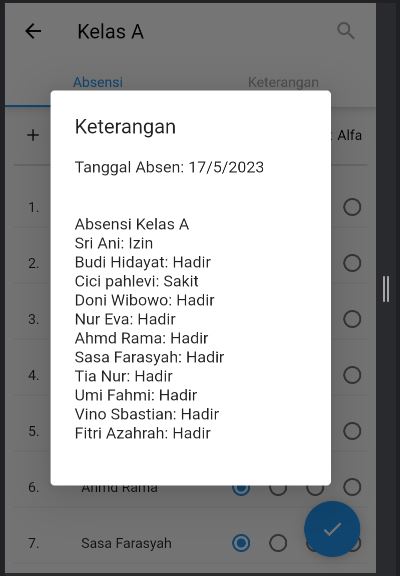 Kelas A
Absensi Keterangan
+ Alfa
Keterangan
Tanggal Absen: 17/5/2023
Absensi Kelas A
Sri Ani: Izin
Budi Hidayat: Hadir
Cici pahlevi: Sakit
Doni Wibowo: Hadir
Nur Eva: Hadir
Ahmd Rama: Hadir
Sasa Farasyah: Hadir
Tia Nur: Hadir
Umi Fahmi: Hadir
Vino Sbastian: Hadir
Fitri Azahrah: Hadir
1.
2.
3.
4.
5.
6. Ahmd Rama
7. Sasa Farasyah